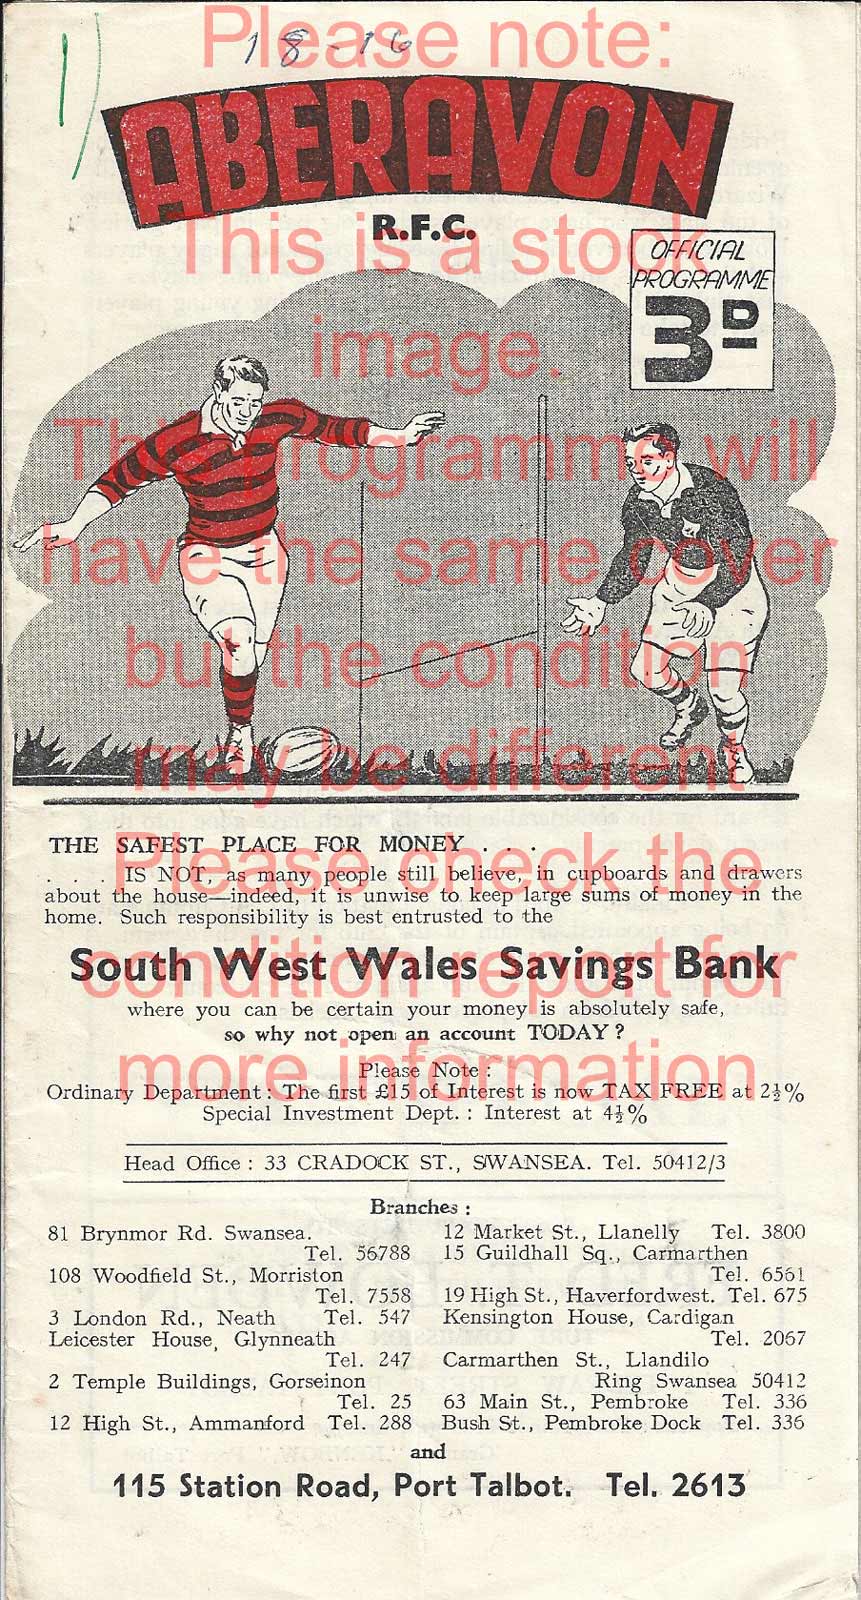 18-16
ABERAVON
R.F.C.
OFFICIAL
PROGRAMME
3D
Please note:
This is a stock
image.
This programme will
have the same cover
but the condition
may be different
Please check the
condition report for
more information
THE SAFEST PLACE FOR MONEY . . .
. . . IS NOT, as many people still believe, in cupboards and drawers
about the house—indeed, it is unwise to keep large sums of money in the
home. Such responsibility is best entrusted to the
South West Wales Savings Bank
where you can be certain your money is absolutely safe,
so why not open an account TODAY?
Please Note :
Ordinary Department : The first £15 of Interest is now TAX FREE at 2½%
Special Investment Dept. : Interest at 4½%
Head Office : 33 CRADOCK ST., SWANSEA. Tel. 50412/3
Branches :
81 Brynmor Rd. Swansea.
Tel. 56788
108 Woodfield St., Morriston
Tel. 7558
3 London Rd., Neath Tel. 547
Leicester House, Glynneath
Tel. 247
2 Temple Buildings, Gorseinon
Tel. 25
12 High St., Ammanford Tel. 288
12 Market St., Llanelly Tel. 3800
15 Guildhall Sq., Carmarthen
Tel. 6561
19 High St., Haverfordwest. Tel. 675
Kensington House, Cardigan
Tel. 2067
Carmarthen St., Llandilo
Ring Swansea 50412
63 Main St., Pembroke Tel. 336
Bush St., Pembroke Dock Tel. 336
and
115 Station Road, Port Talbot. Tel. 2613